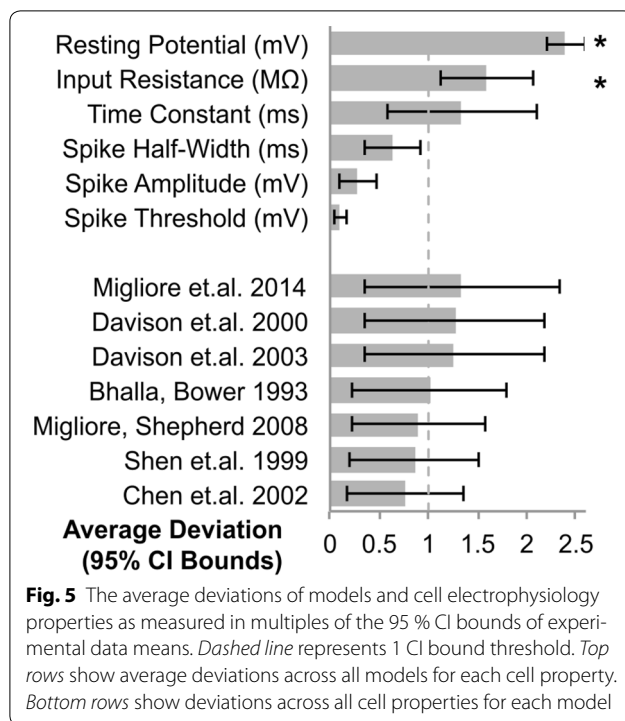 Resting Potential (mV) *
Input Resistance (MΩ) *
Time Constant (ms)
Spike Half-Width (ms)
Spike Amplitude (mV)
Spike Threshold (mV)
Migliore et.al. 2014
Davison et.al. 2000
Davison et.al. 2003
Bhalla, Bower 1993
Migliore, Shepherd 2008
Shen et.al. 1999
Chen et.al. 2002
Average Deviation
(95% CI Bounds)
0 0.5 1 1.5 2 2.5
Fig. 5 The average deviations of models and cell electrophysiology
properties as measured in multiples of the 95 % CI bounds of experi-
mental data means. Dashed line represents 1 CI bound threshold. Top
rows show average deviations across all models for each cell property.
Bottom rows show deviations across all cell properties for each model